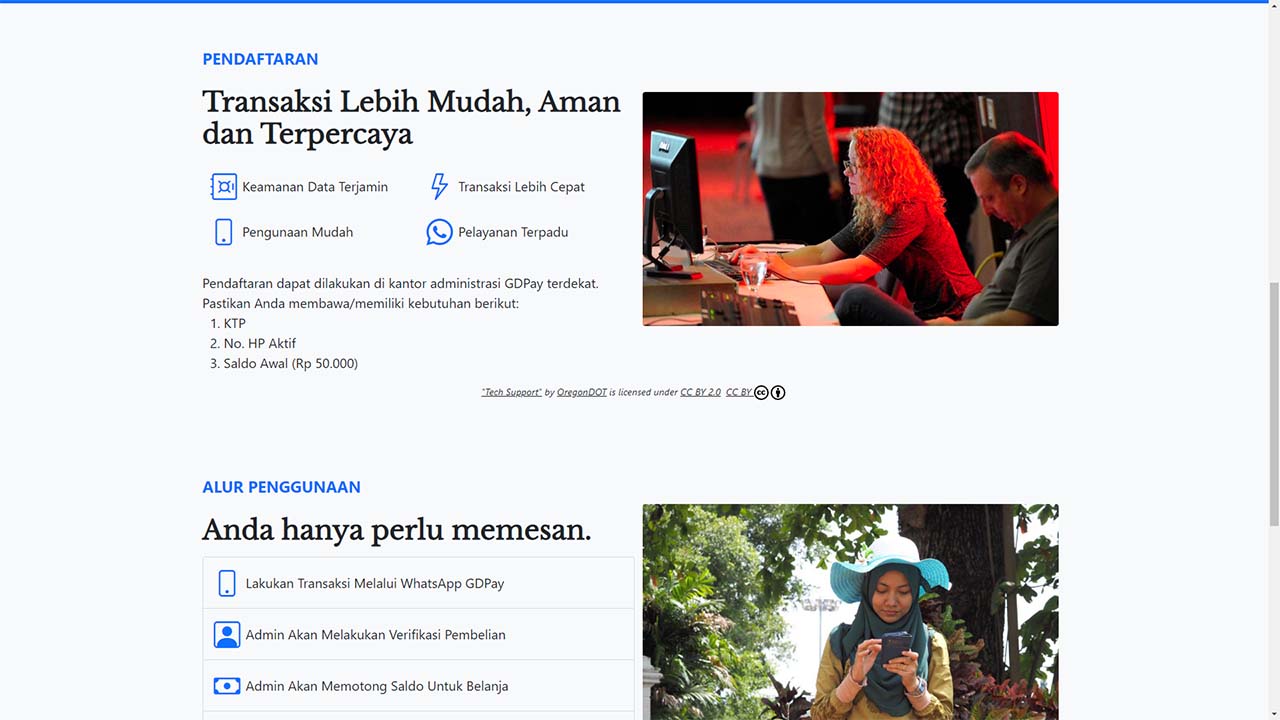 PENDAFTARAN
Transaksi Lebih Mudah, Aman
dan Terpercaya
Keamanan Data Terjamin
Transaksi Lebih Cepat
Pengunaan Mudah
Pelayanan Terpadu
Pendaftaran dapat dilakukan di kantor administrasi GDPay terdekat.
Pastikan Anda membawa/memiliki kebutuhan berikut:
1. KTP
2. No. HP Aktif
3. Saldo Awal (Rp 50.000)
"Tech Support" by OregonDOT is licensed under CC BY 2.0 CC BY cc
ALUR PENGGUNAAN
Anda hanya perlu memesan.
Lakukan Transaksi Melalui WhatsApp GDPay
Admin Akan Melakukan Verifikasi Pembelian
Admin Akan Memotong Saldo Untuk Belanja